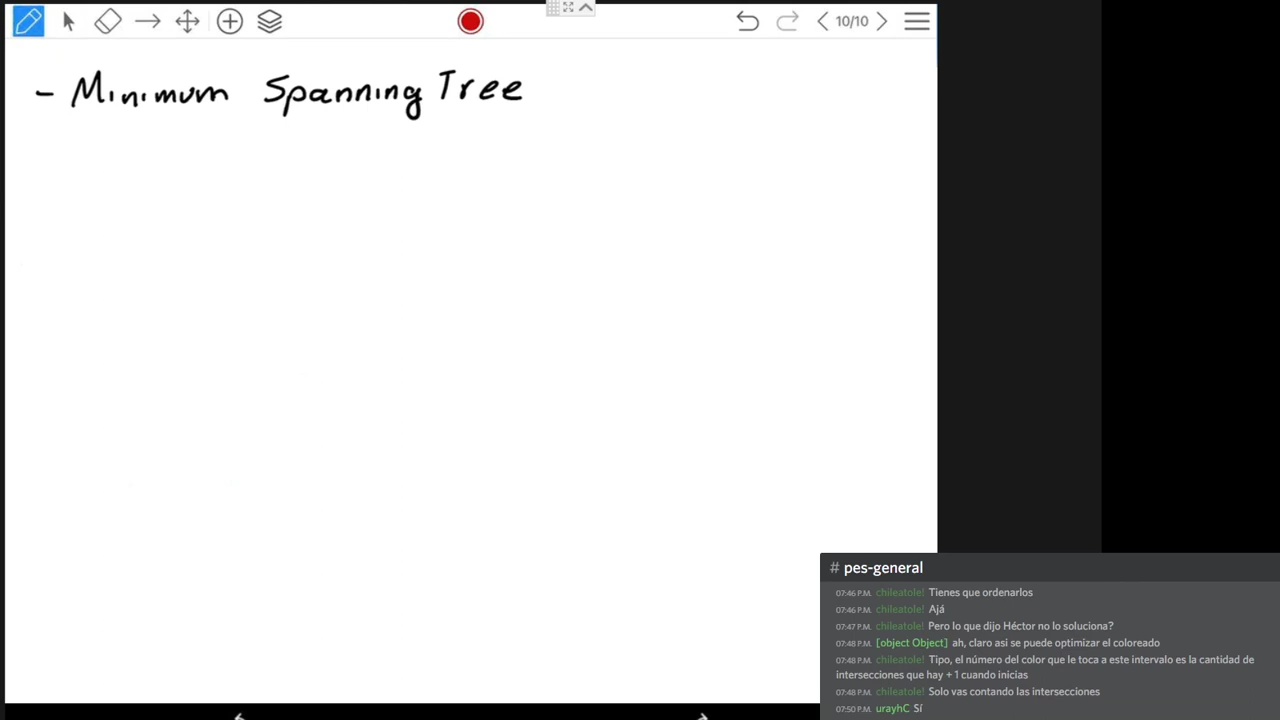 10/10
- Minimum Spanning Tree
# pes-general
07:46 P.M. chileatole! Tienes que ordenarlos
07:46 P.M. chileatole! Ajá
07:47 P.M. chileatole! Pero lo que dijo Héctor no lo soluciona?
07:48 P.M. [object Object] ah, claro asi se puede optimizar el coloreado
07:48 P.M. chileatole! Tipo, el número del color que le toca a este intervalo es la cantidad de
intersecciones que hay + 1 cuando inicias
07:48 P.M. chileatole! Solo vas contando las intersecciones
07:50 P.M. urayhC Sí